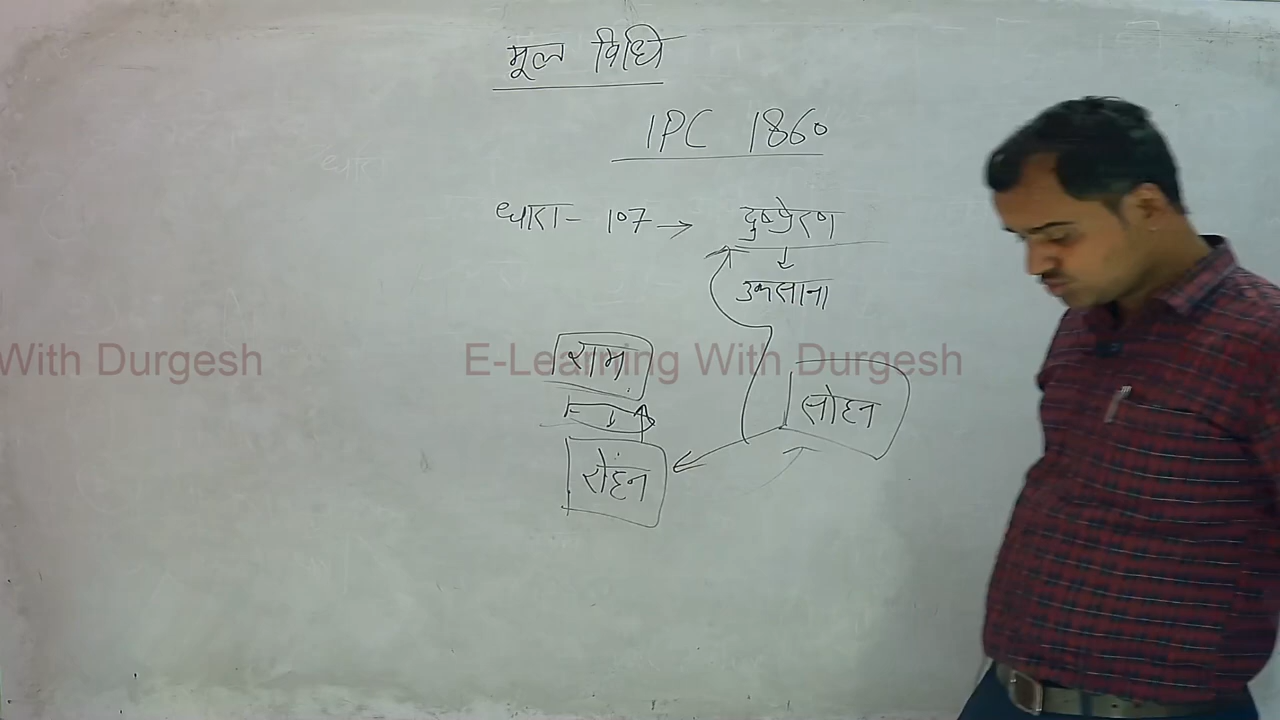 मूल विधि
IPC 1860
धारा
धारा - 107 → दुष्प्रेरण
उकसाना
राम
With Durgesh
E-Learning With Durgesh
सोहन
रोहन